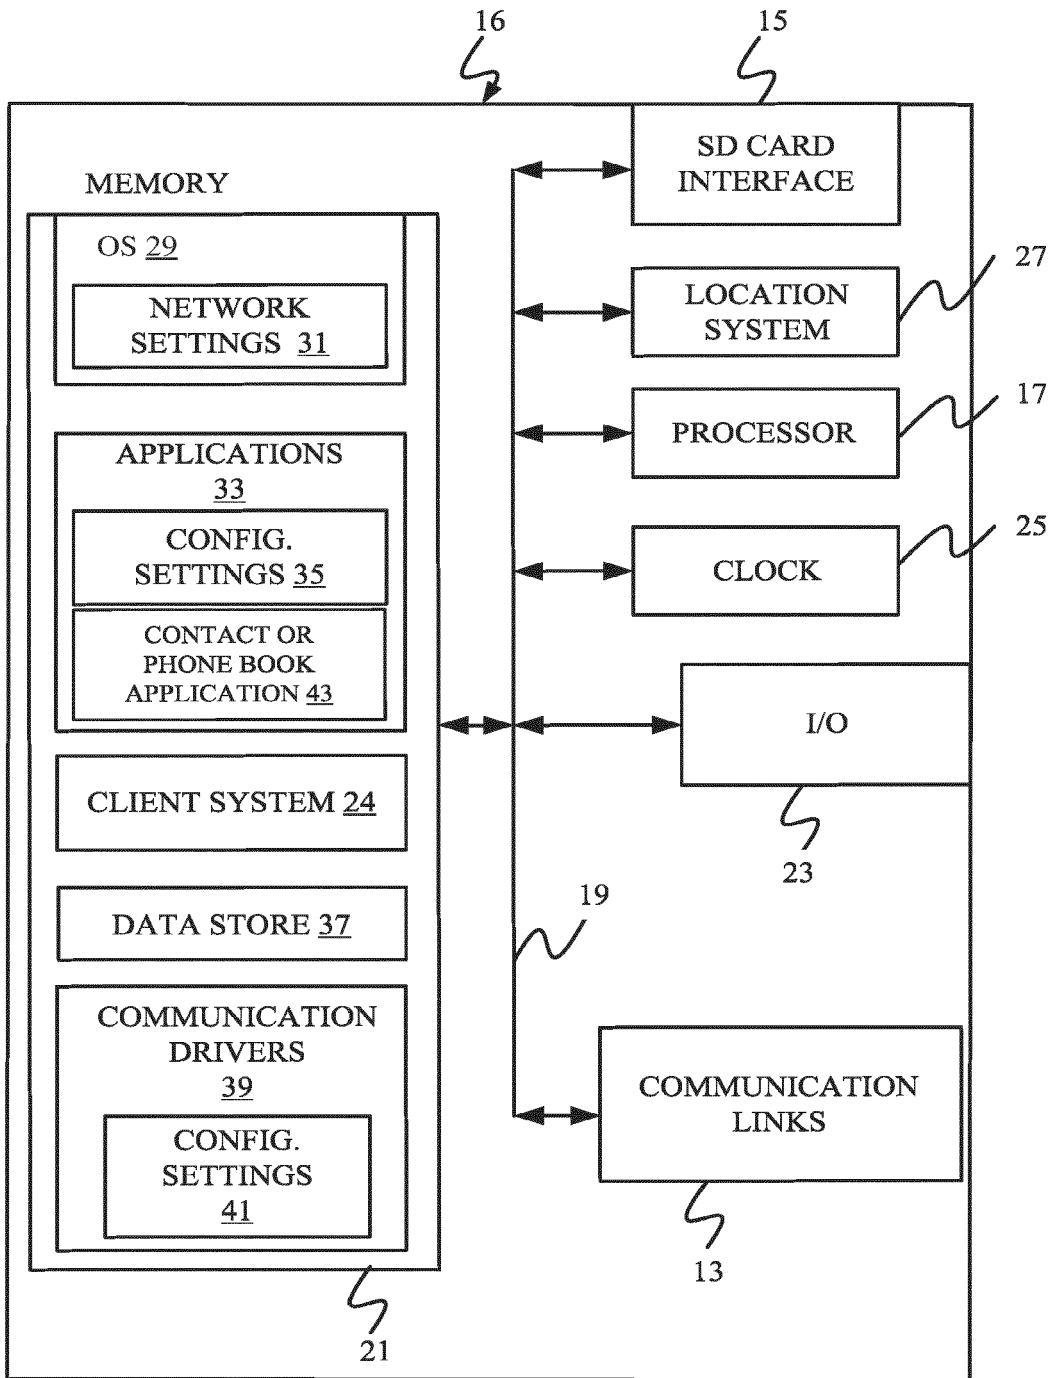 16
15
MEMORY
OS 29
NETWORK
SETTINGS 31
APPLICATIONS
33
CONFIG.
SETTINGS 35
CONTACT OR
PHONE BOOK
APPLICATION 43
CLIENT SYSTEM 24
DATA STORE 37
COMMUNICATION
DRIVERS
39
CONFIG.
SETTINGS
41
21
SD CARD
INTERFACE
LOCATION
SYSTEM
27
PROCESSOR
17
CLOCK
25
I/O
23
19
COMMUNICATION
LINKS
13